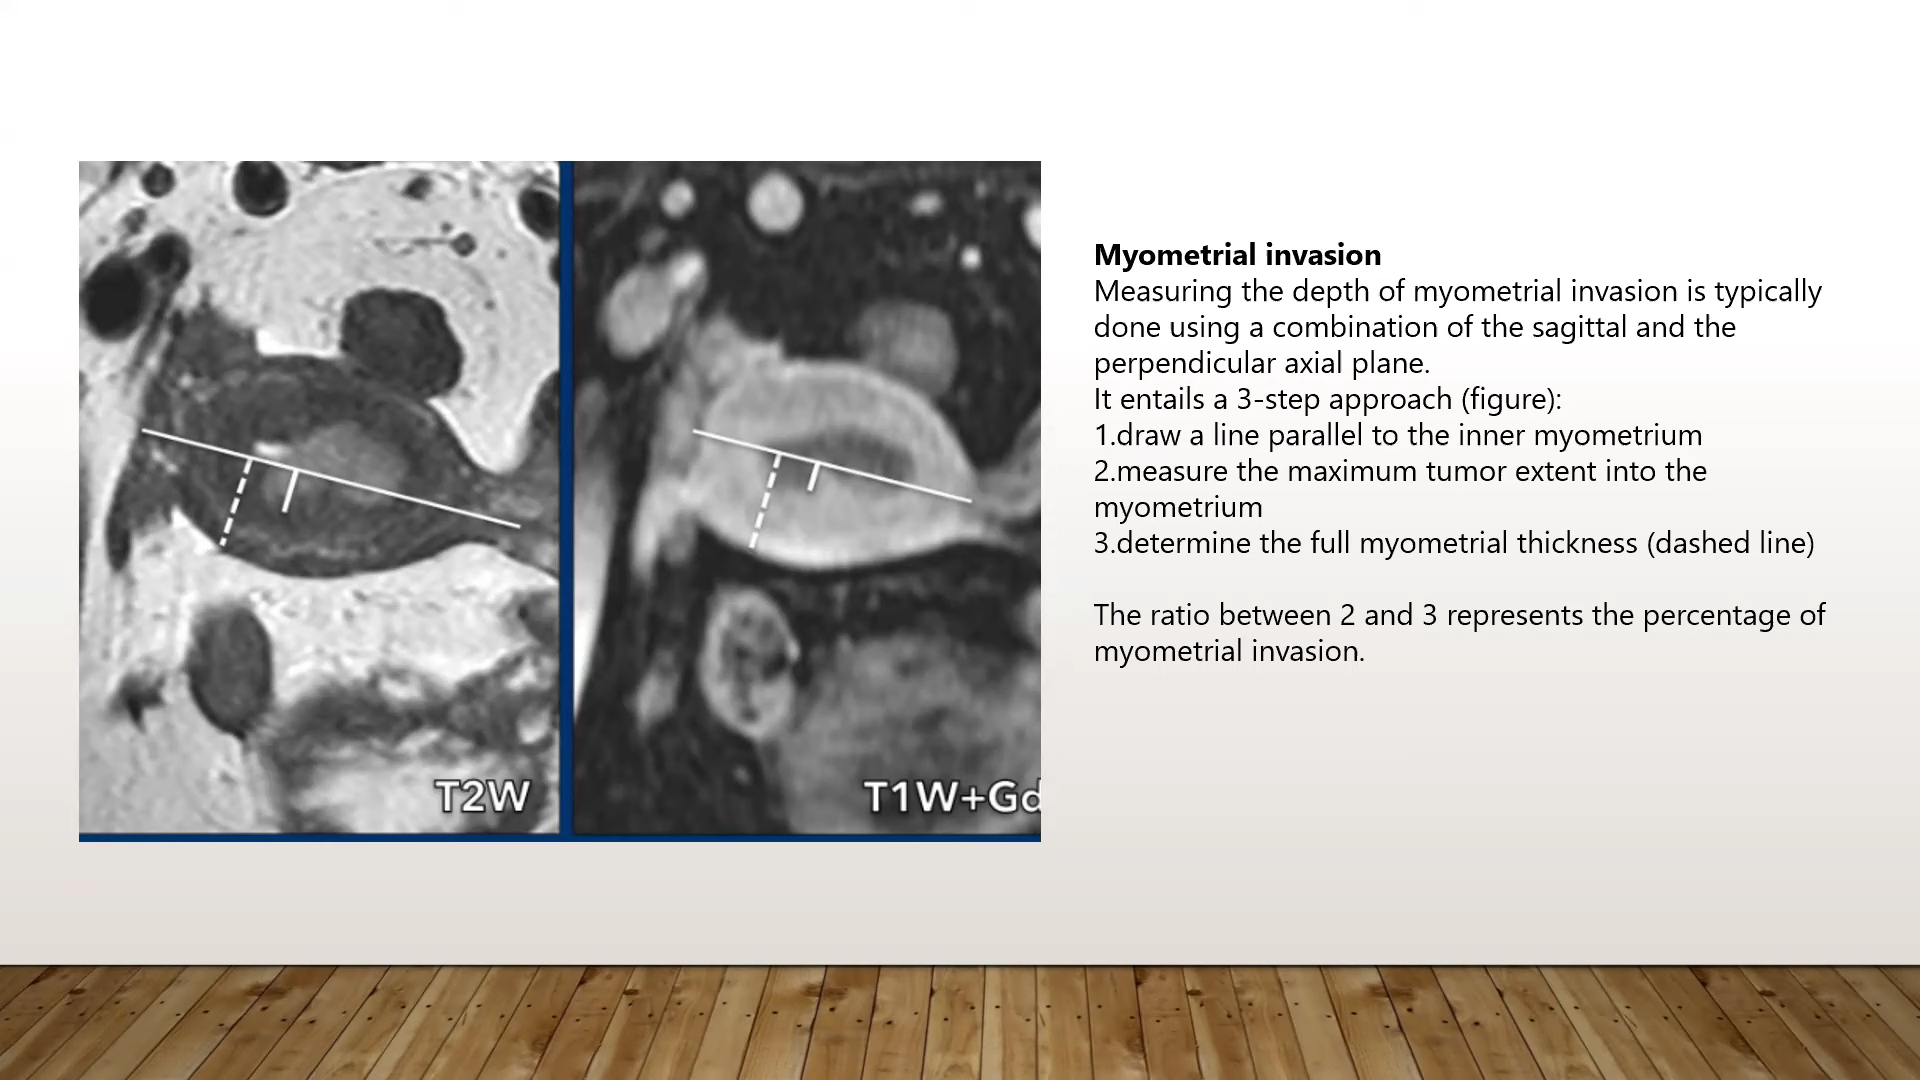 Myometrial invasion
Measuring the depth of myometrial invasion is typically
done using a combination of the sagittal and the
perpendicular axial plane.
It entails a 3-step approach (figure):
1.draw a line parallel to the inner myometrium
2.measure the maximum tumor extent into the
myometrium
3.determine the full myometrial thickness (dashed line)
The ratio between 2 and 3 represents the percentage of
myometrial invasion.
T2W
T1W+Gd